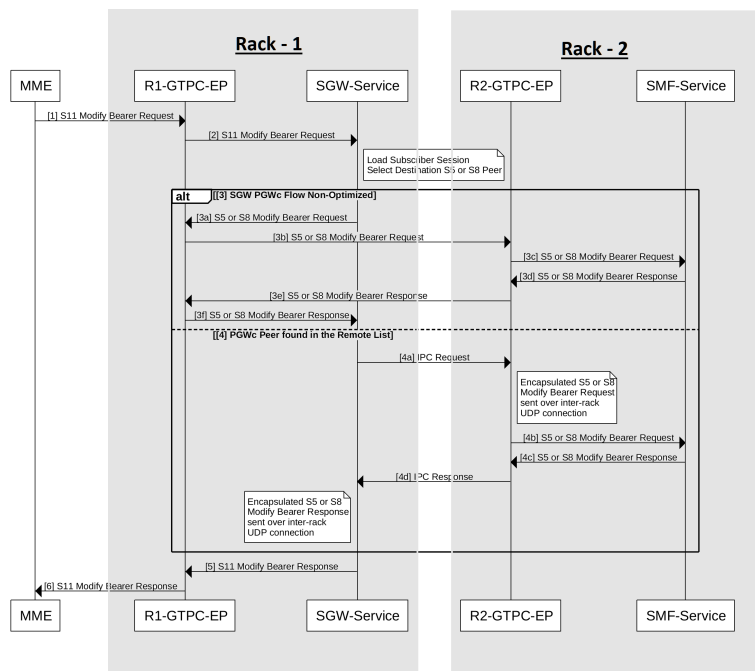 Rack - 1
Rack - 2
MME
R1-GTPC-EP
SGW-Service
R2-GTPC-EP
SMF-Service
[1] S11 Modify Bearer Request
[2] S11 Modify Bearer Request
Load Subscriber Session
Select Destination S5 or S8 Peer
alt
[[3] SGW PGWc Flow Non-Optimized]
[3a] S5 or S8 Modify Bearer Request
[3b] S5 or S8 Modify Bearer Request
[3c] S5 or S8 Modify Bearer Request
[3d] S5 or S8 Modify Bearer Response
[3e] S5 or S8 Modify Bearer Response
[3f] S5 or S8 Modify Bearer Response
[[4] PGWc Peer found in the Remote List]
[4a] IPC Request
Encapsulated S5 or S8
Modify Bearer Request
sent over inter-rack
UDP connection
[4b] S5 or S8 Modify Bearer Request
[4c] S5 or S8 Modify Bearer Response
[4d] IPC Response
Encapsulated S5 or S8
Modify Bearer Response
sent over inter-rack
UDP connection
[5] S11 Modify Bearer Response
[6] S11 Modify Bearer Response
MME
R1-GTPC-EP
SGW-Service
R2-GTPC-EP
SMF-Service